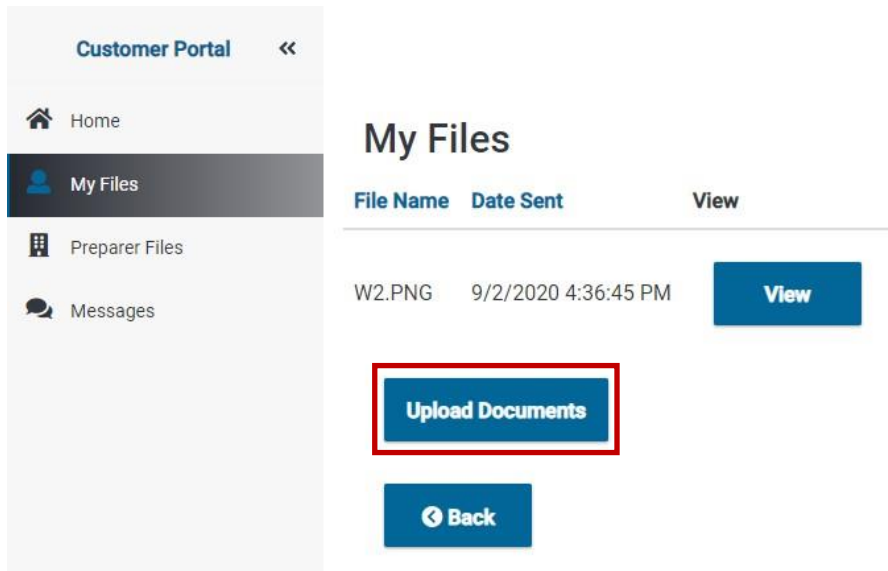 Customer Portal «
Home
My Files
Preparer Files
Messages
My Files
File Name Date Sent View
W2.PNG 9/2/2020 4:36:45 PM View
Upload Documents
Back